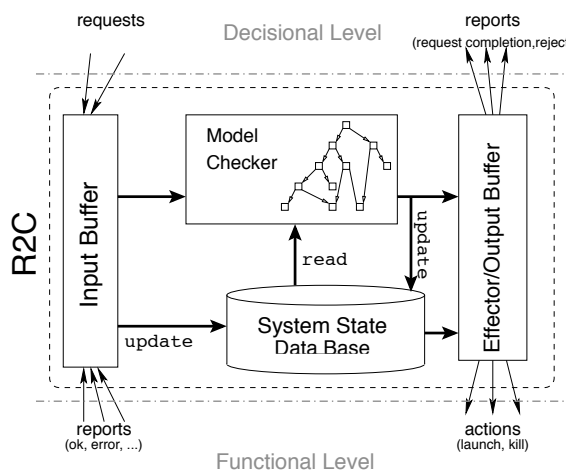 requests
Decisional Level
reports
(request completion,reject
R2C
Input Buffer
Model
Checker
Effector/Output Buffer
update
read
update
System State
Data Base
reports
(ok, error, ...)
actions
(launch, kill)
Functional Level